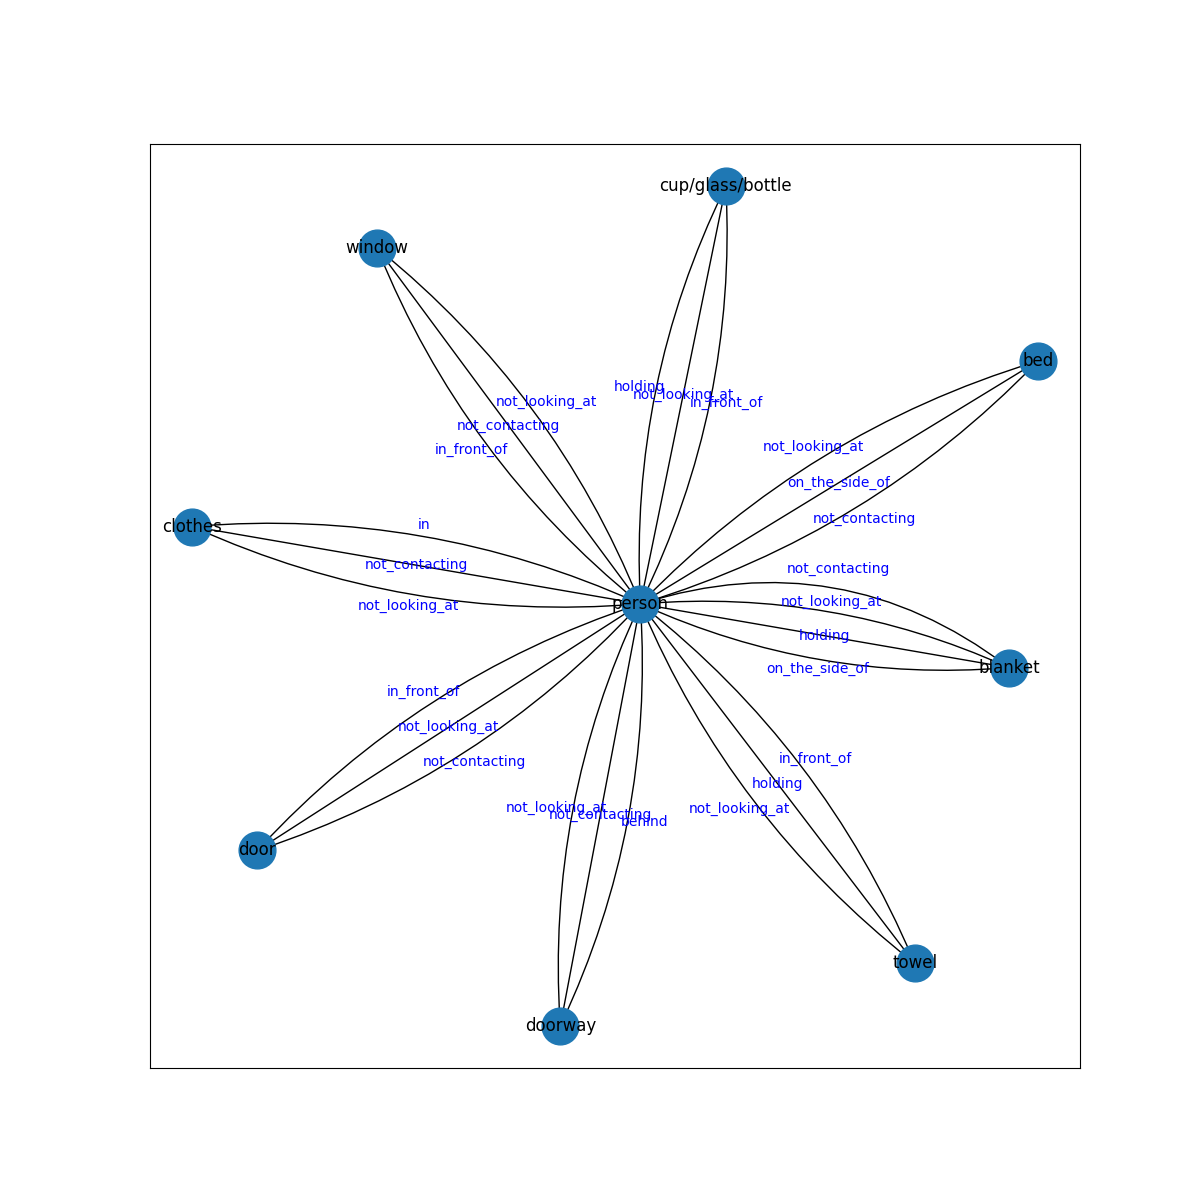 cup/glass/bottle
window
bed
holding
not_looking_at
in_front_of
not_looking_at
not_contacting
in_front_of
not_looking_at
on_the_side_of
not_contacting
clothes
in
not_contacting
not_looking_at
not_contacting
not_looking_at
holding
on_the_side_of
person
blanket
in_front_of
not_looking_at
not_contacting
in_front_of
holding
not_looking_at
not_looking_at
not_contacting
behind
door
towel
doorway